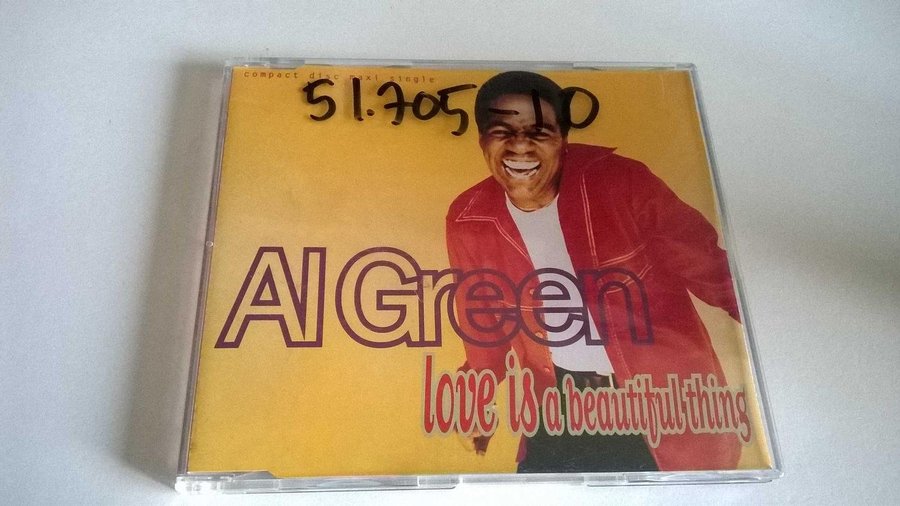 compact disc maxi single
51.705-10
Al Green
love is a beautiful thing